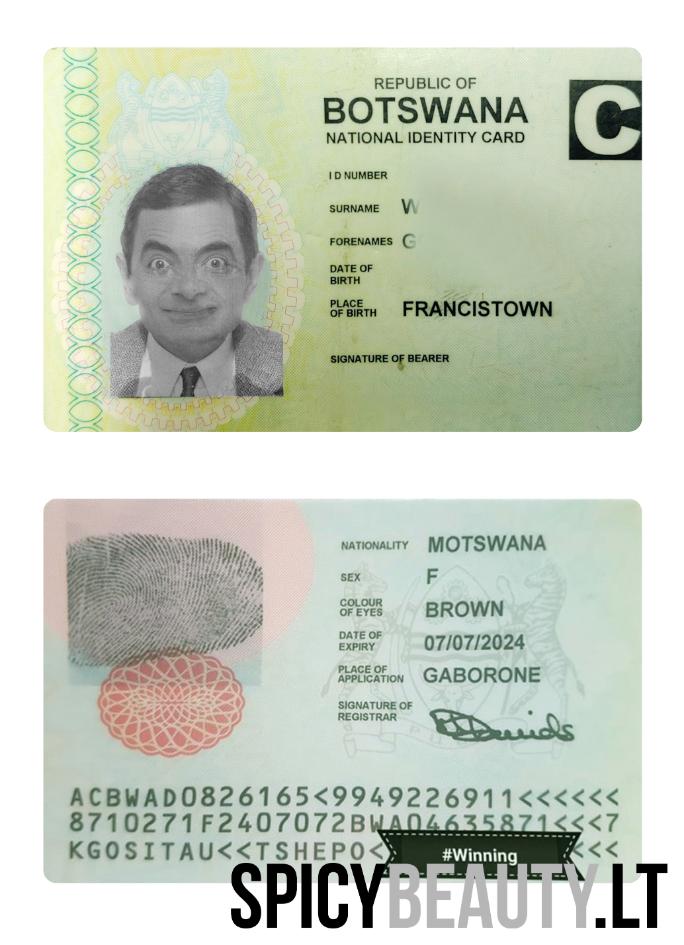 REPUBLIC OF
BOTSWANA
NATIONAL IDENTITY CARD
C
I D NUMBER
SURNAME W
FORENAMES G
DATE OF
BIRTH
PLACE
OF BIRTH FRANCISTOWN
SIGNATURE OF BEARER
NATIONALITY MOTSWANA
SEX F
COLOUR
OF EYES BROWN
DATE OF
EXPIRY 07/07/2024
PLACE OF
APPLICATION GABORONE
SIGNATURE OF
REGISTRAR
ACBWAD0826165<9949226911<<<<<<
8710271F2407072BWA04635871<<<7
KGOSITAU<<TSHEPO< <<<
#Winning
SPICYBEAUTY.LT